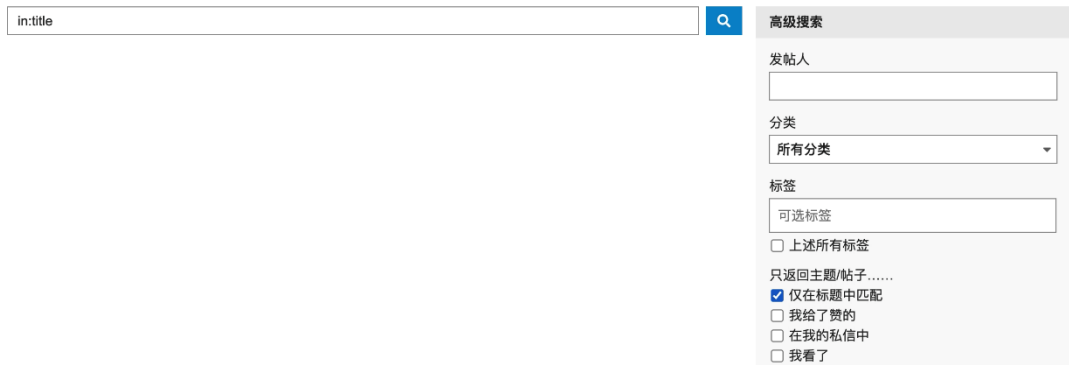 in:title
高级搜索
发帖人
分类
所有分类
标签
可选标签
上述所有标签
只返回主题/帖子……
仅在标题中匹配
我给了赞的
在我的私信中
我看了